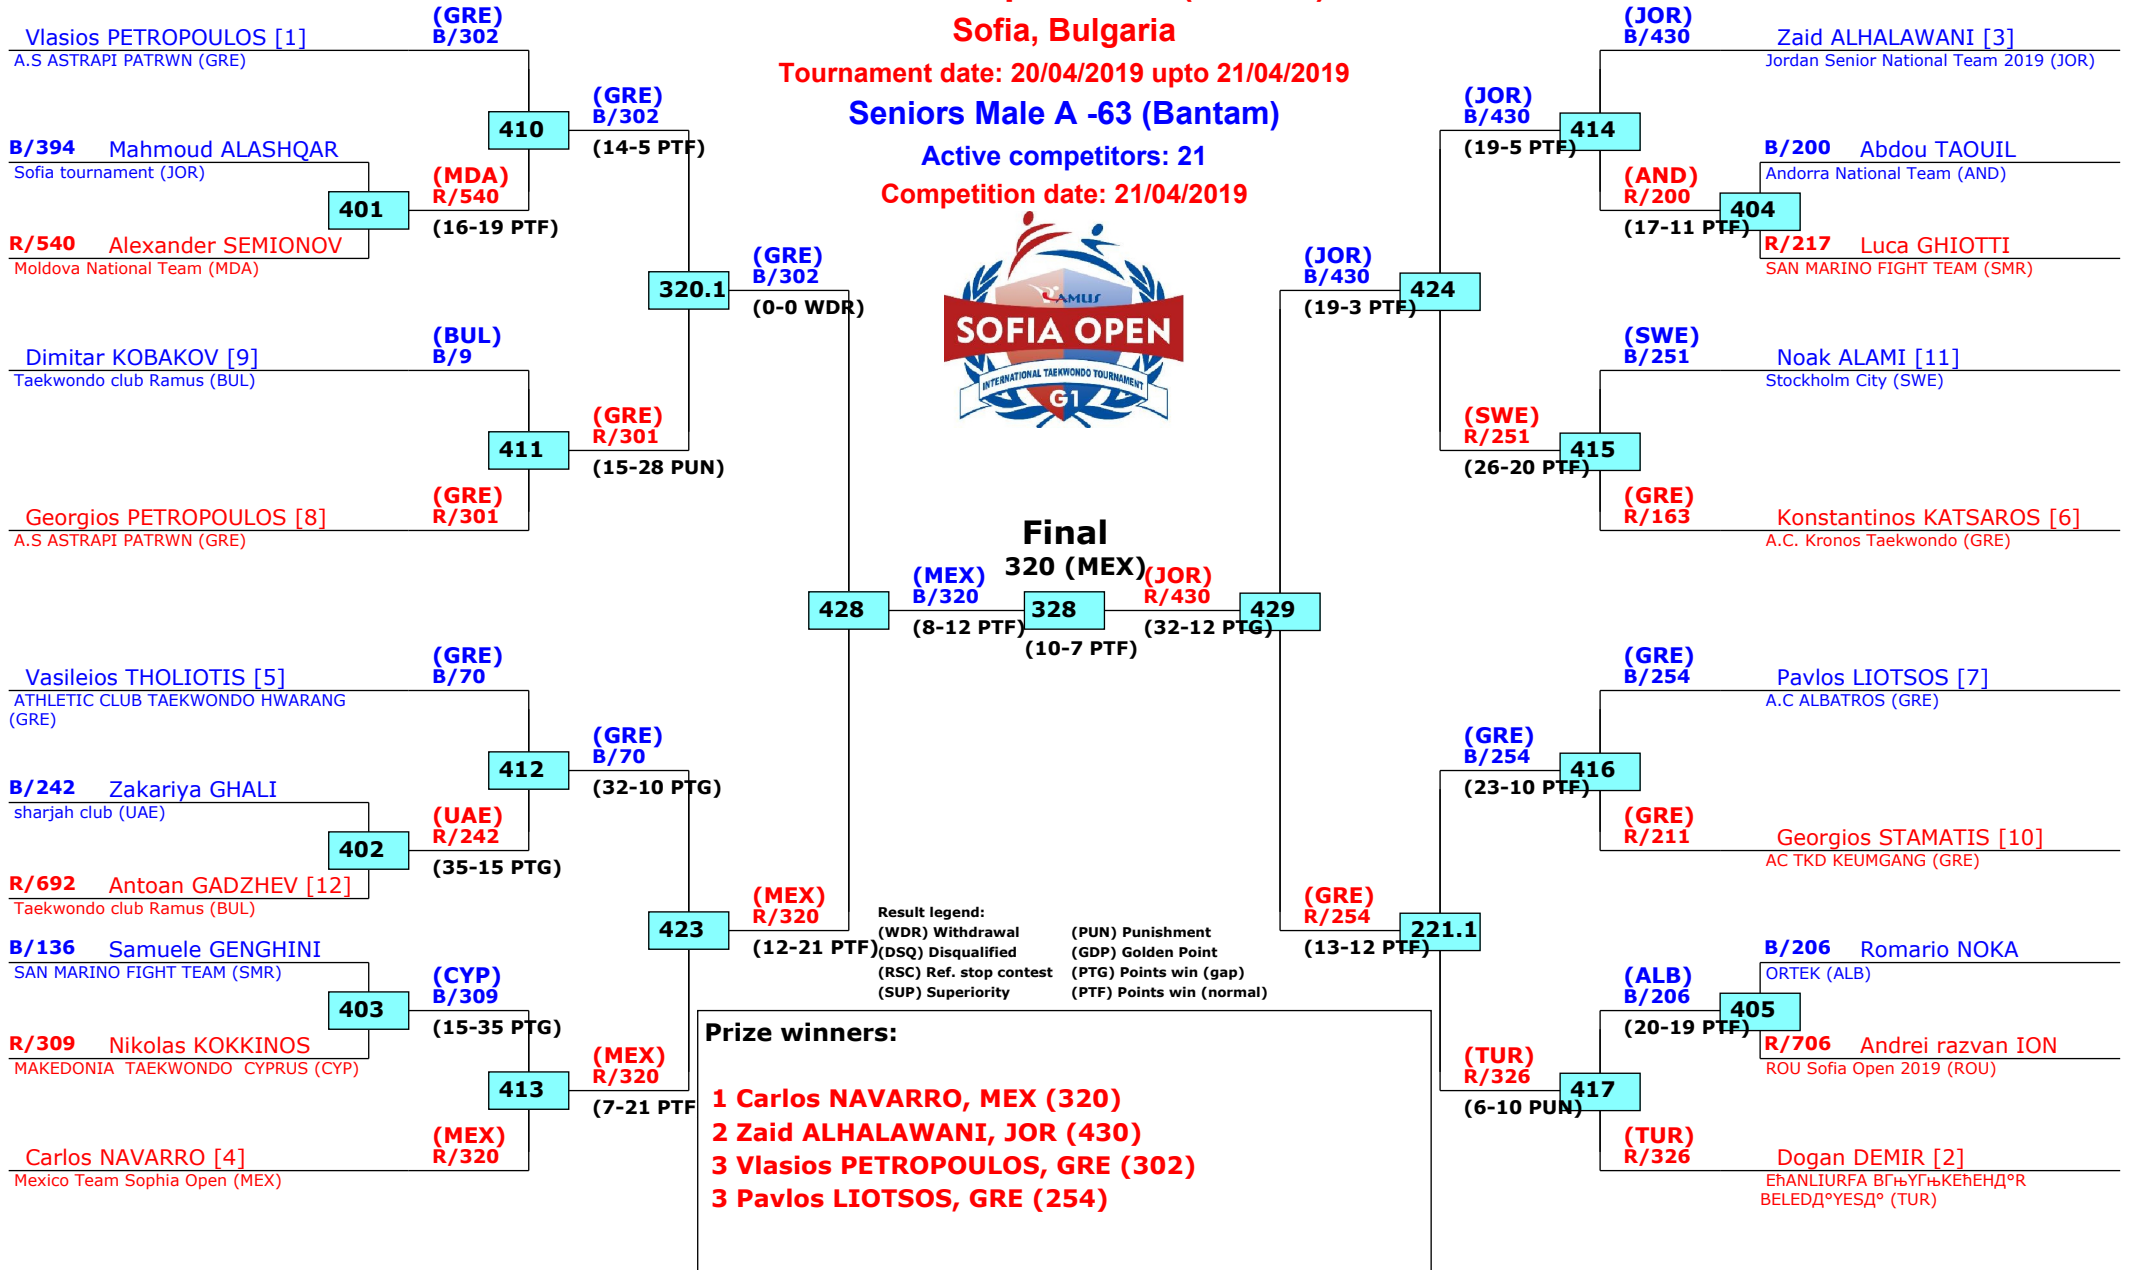 Sofia, Bulgaria
Tournament date: 20/04/2019 upto 21/04/2019
Seniors Male A -63 (Bantam)
Active competitors: 21
Competition date: 21/04/2019
RAMUS
SOFIA OPEN
INTERNATIONAL TAEKWONDO TOURNAMENT
G1
(GRE)
Vlasios PETROPOULOS [1] B/302
A.S ASTRAPI PATRWN (GRE)
(GRE)
B/302
410
(14-5 PTF)
B/394 Mahmoud ALASHQAR
Sofia tournament (JOR)
(MDA)
R/540
401
(16-19 PTF)
R/540 Alexander SEMIONOV
Moldova National Team (MDA)
(GRE)
B/302
320.1
(0-0 WDR)
(BUL)
Dimitar KOBAKOV [9] B/9
Taekwondo club Ramus (BUL)
(GRE)
R/301
411
(15-28 PUN)
(GRE)
Georgios PETROPOULOS [8] R/301
A.S ASTRAPI PATRWN (GRE)
Final
320 (MEX)
(MEX)
B/320
428
(8-12 PTF)
328
(10-7 PTF)
(JOR)
R/430
429
(32-12 PTG)
(GRE)
Vasileios THOLIOTIS [5] B/70
ATHLETIC CLUB TAEKWONDO HWARANG
(GRE)
(GRE)
B/70
412
(32-10 PTG)
B/242 Zakariya GHALI
sharjah club (UAE)
(UAE)
R/242
402
(35-15 PTG)
R/692 Antoan GADZHEV [12]
Taekwondo club Ramus (BUL)
(MEX)
R/320
423
(12-21 PTF)
B/136 Samuele GENGHINI
SAN MARINO FIGHT TEAM (SMR)
(CYP)
B/309
403
(15-35 PTG)
R/309 Nikolas KOKKINOS
MAKEDONIA TAEKWONDO CYPRUS (CYP)
(MEX)
R/320
413
(7-21 PTF
(MEX)
Carlos NAVARRO [4] R/320
Mexico Team Sophia Open (MEX)
(JOR)
B/430 Zaid ALHALAWANI [3]
Jordan Senior National Team 2019 (JOR)
(JOR)
B/430
414
(19-5 PTF)
B/200 Abdou TAOUIL
Andorra National Team (AND)
(AND)
R/200
404
(17-11 PTF)
R/217 Luca GHIOTTI
SAN MARINO FIGHT TEAM (SMR)
(JOR)
B/430
424
(19-3 PTF)
(SWE)
B/251 Noak ALAMI [11]
Stockholm City (SWE)
(SWE)
R/251
415
(26-20 PTF)
(GRE)
R/163 Konstantinos KATSAROS [6]
A.C. Kronos Taekwondo (GRE)
(GRE)
B/254 Pavlos LIOTSOS [7]
A.C ALBATROS (GRE)
(GRE)
B/254
416
(23-10 PTF)
(GRE)
R/211 Georgios STAMATIS [10]
AC TKD KEUMGANG (GRE)
(GRE)
R/254
221.1
(13-12 PTF)
B/206 Romario NOKA
ORTEK (ALB)
(ALB)
B/206
405
(20-19 PTF)
R/706 Andrei razvan ION
ROU Sofia Open 2019 (ROU)
(TUR)
R/326
417
(6-10 PUN)
(TUR)
R/326 Dogan DEMIR [2]
ЕћANLIURFA ВГњYГњKЕћЕНД°R
BELEDД°YESД° (TUR)
Result legend:
(WDR) Withdrawal (PUN) Punishment
(DSQ) Disqualified (GDP) Golden Point
(RSC) Ref. stop contest (PTG) Points win (gap)
(SUP) Superiority (PTF) Points win (normal)
Prize winners:
1 Carlos NAVARRO, MEX (320)
2 Zaid ALHALAWANI, JOR (430)
3 Vlasios PETROPOULOS, GRE (302)
3 Pavlos LIOTSOS, GRE (254)